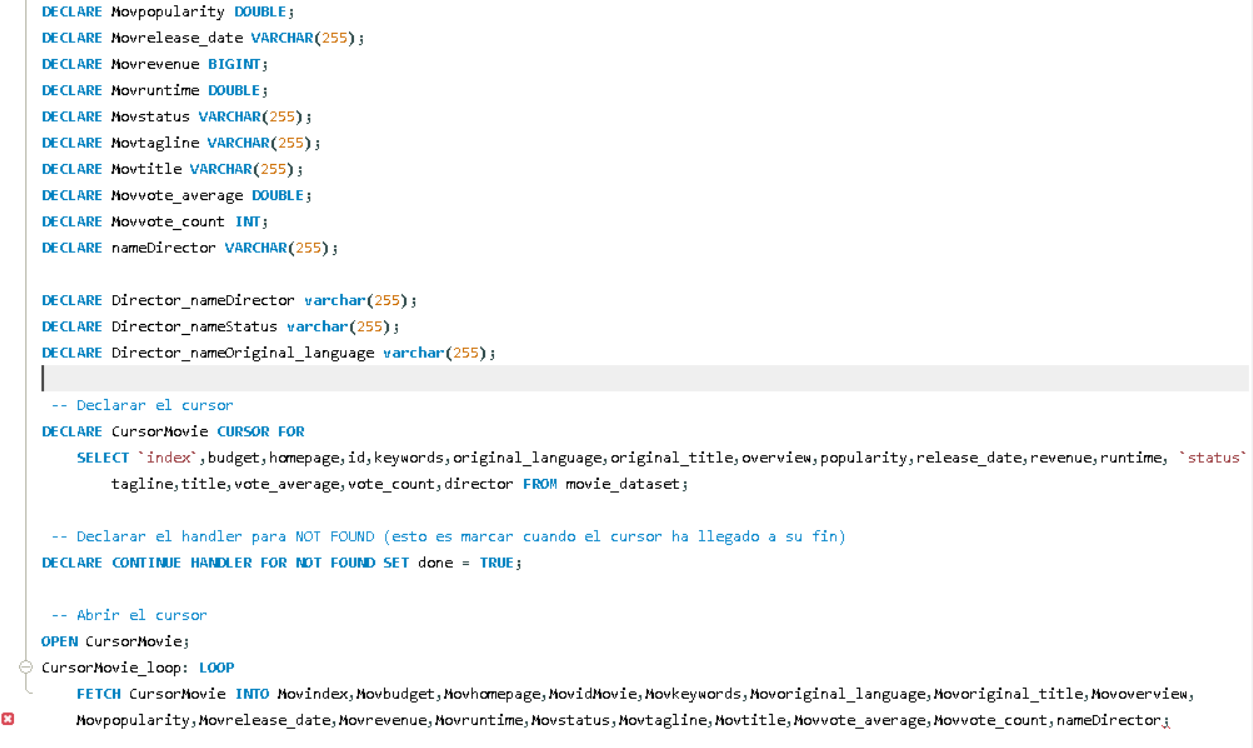 DECLARE Movpopularity DOUBLE;
DECLARE Movrelease_date VARCHAR(255);
DECLARE Movrevenue BIGINT;
DECLARE Movruntime DOUBLE;
DECLARE Movstatus VARCHAR(255);
DECLARE Movtagline VARCHAR(255);
DECLARE Movtitle VARCHAR(255);
DECLARE Movvote_average DOUBLE;
DECLARE Movvote_count INT;
DECLARE nameDirector VARCHAR(255);
DECLARE Director_nameDirector varchar(255);
DECLARE Director_nameStatus varchar(255);
DECLARE Director_nameOriginal_language varchar(255);
-- Declarar el cursor
DECLARE CursorMovie CURSOR FOR
SELECT `index`,budget,homepage,id,keywords,original_language,original_title,overview,popularity,release_date,revenue,runtime, `status`
tagline,title,vote_average,vote_count,director FROM movie_dataset;
-- Declarar el handler para NOT FOUND (esto es marcar cuando el cursor ha llegado a su fin)
DECLARE CONTINUE HANDLER FOR NOT FOUND SET done = TRUE;
-- Abrir el cursor
OPEN CursorMovie;
CursorMovie_loop: LOOP
FETCH CursorMovie INTO Movindex,Movbudget,Movhomepage,MovidMovie,Movkeywords,Movoriginal_language,Movoriginal_title,Movoverview,
Movpopularity,Movrelease_date,Movrevenue,Movruntime,Movstatus,Movtagline,Movtitle,Movvote_average,Movvote_count,nameDirector;